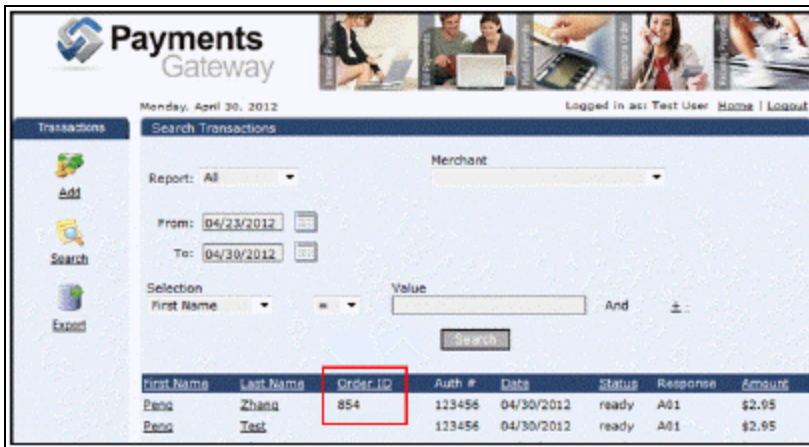 Payments
Gateway
Monday, April 30, 2012 Logged in as: Test User Home | Logout
Transactions Search Transactions
Merchant
Report: All
Add
From: 04/23/2012
To: 04/30/2012
Search
Selection Value
First Name = And + :
Export
Search
First Name Last Name Order ID Auth # Date Status Response Amount
Peng Zhang 854 123456 04/30/2012 ready A01 $2.95
Peng Test 123456 04/30/2012 ready A01 $2.95